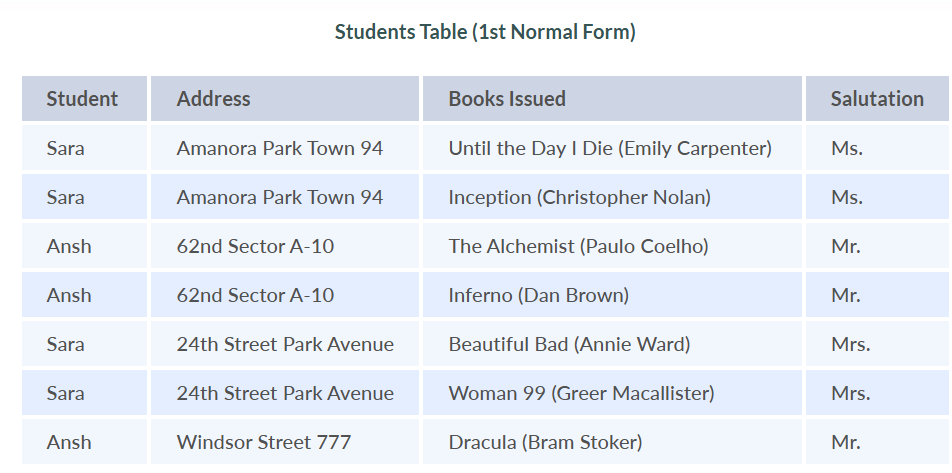 Students Table (1st Normal Form)
Student Address Books Issued Salutation
Sara Amanora Park Town 94 Until the Day I Die (Emily Carpenter) Ms.
Sara Amanora Park Town 94 Inception (Christopher Nolan) Ms.
Ansh 62nd Sector A-10 The Alchemist (Paulo Coelho) Mr.
Ansh 62nd Sector A-10 Inferno (Dan Brown) Mr.
Sara 24th Street Park Avenue Beautiful Bad (Annie Ward) Mrs.
Sara 24th Street Park Avenue Woman 99 (Greer Macallister) Mrs.
Ansh Windsor Street 777 Dracula (Bram Stoker) Mr.